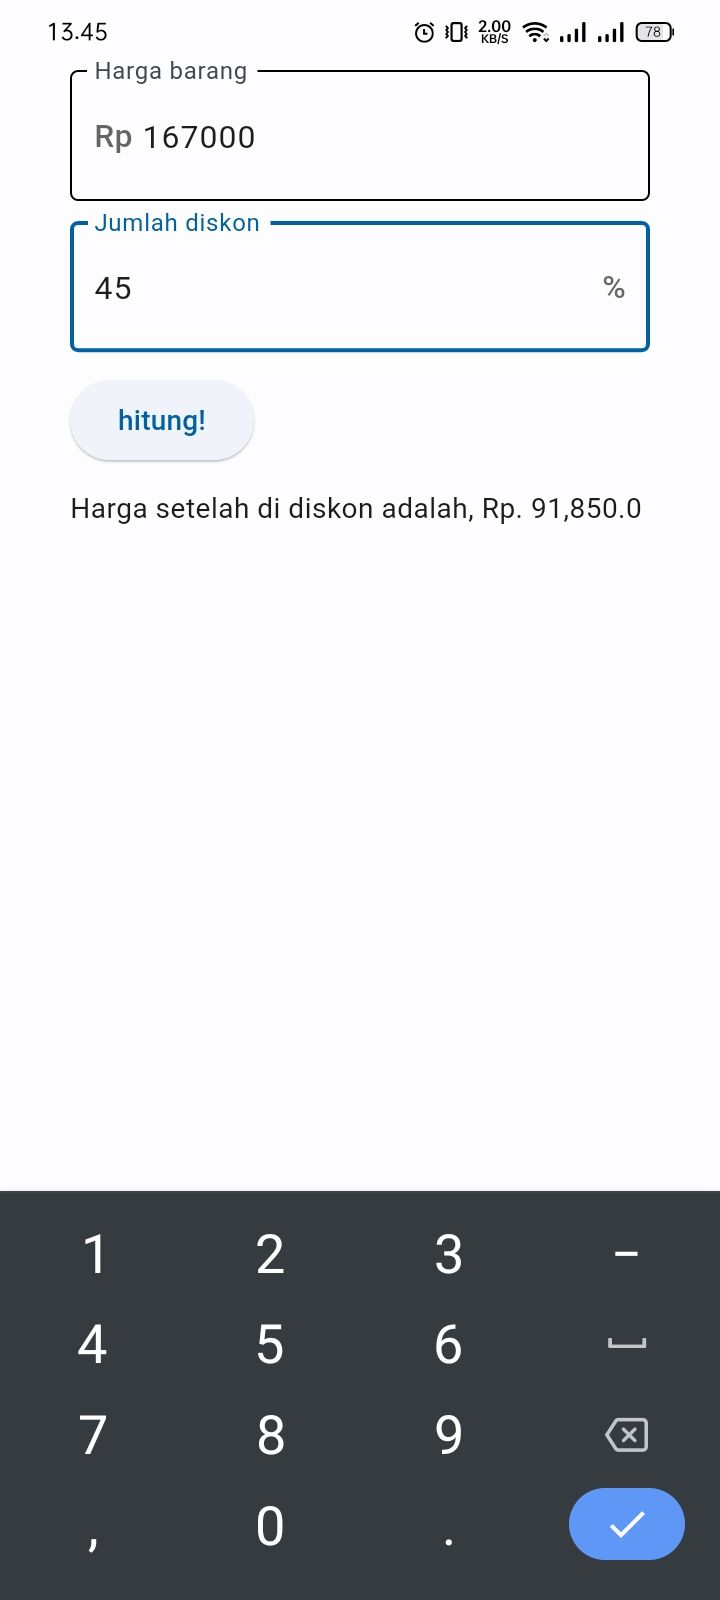 13.45 2.00 KB/S 78
Harga barang
Rp 167000
Jumlah diskon
45 %
hitung!
Harga setelah di diskon adalah, Rp. 91,850.0
1 2 3 –
4 5 6
7 8 9
, 0 .